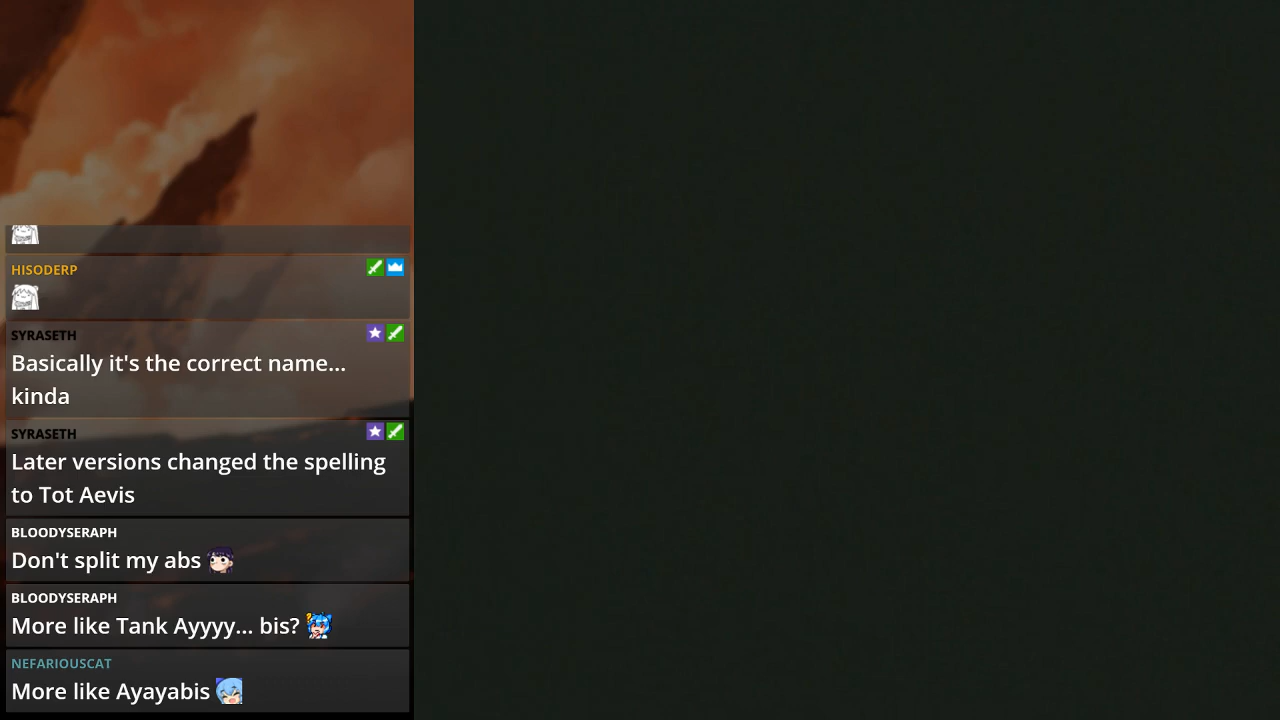 HISODERP
SYRASETH
Basically it's the correct name...
kinda
SYRASETH
Later versions changed the spelling
to Tot Aevis
BLOODYSERAPH
Don't split my abs
BLOODYSERAPH
More like Tank Ayyyy... bis?
NEFARIOUSCAT
More like Ayayabis